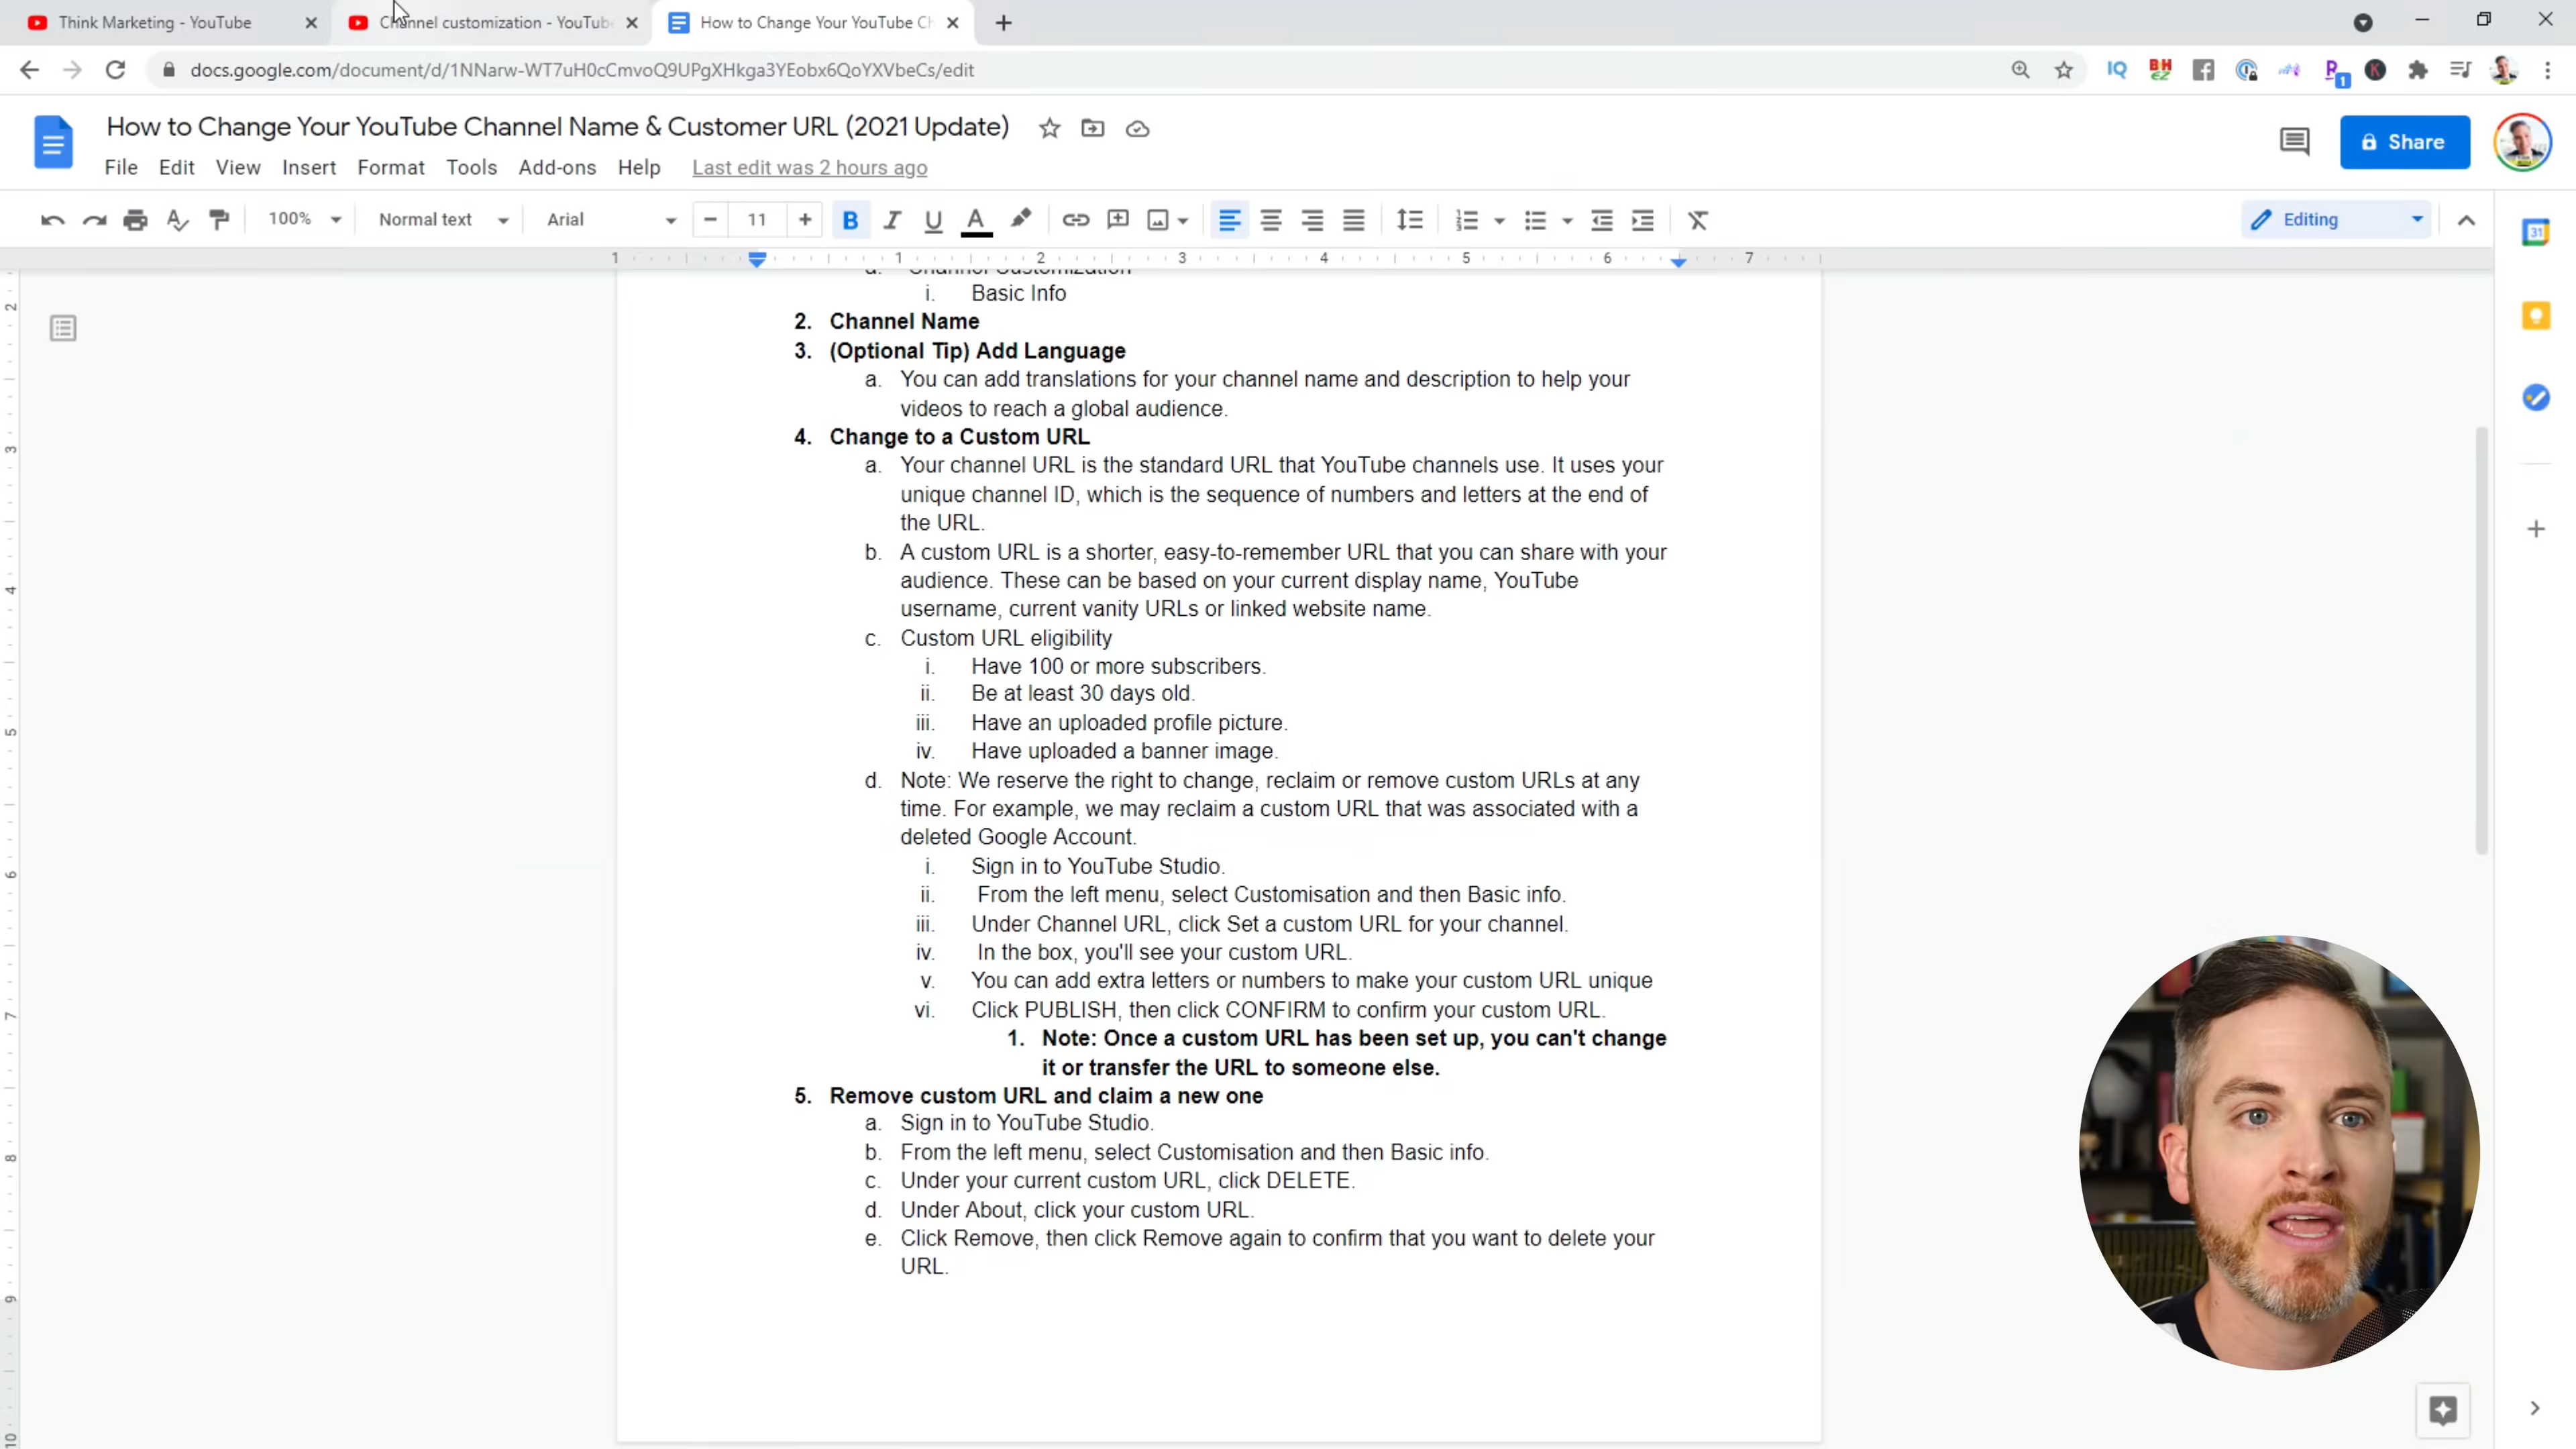 Think Marketing - YouTube
Channel customization - YouTube
How to Change Your YouTube Ch
docs.google.com/document/d/1NNarw-WT7uH0cCmvoQ9UPgXHkga3YEobx6QoYXVbeCs/edit
How to Change Your YouTube Channel Name & Customer URL (2021 Update)
Share
File Edit View Insert Format Tools Add-ons Help Last edit was 2 hours ago
100% Normal text Arial 11 Editing
1 1 2 3 4 5 6 7
a. Channel Customization
i. Basic Info
2. Channel Name
3. (Optional Tip) Add Language
a. You can add translations for your channel name and description to help your
videos to reach a global audience.
4. Change to a Custom URL
a. Your channel URL is the standard URL that YouTube channels use. It uses your
unique channel ID, which is the sequence of numbers and letters at the end of
the URL.
b. A custom URL is a shorter, easy-to-remember URL that you can share with your
audience. These can be based on your current display name, YouTube
username, current vanity URLs or linked website name.
c. Custom URL eligibility
i. Have 100 or more subscribers.
ii. Be at least 30 days old.
iii. Have an uploaded profile picture.
iv. Have uploaded a banner image.
d. Note: We reserve the right to change, reclaim or remove custom URLs at any
time. For example, we may reclaim a custom URL that was associated with a
deleted Google Account.
i. Sign in to YouTube Studio.
ii. From the left menu, select Customisation and then Basic info.
iii. Under Channel URL, click Set a custom URL for your channel.
iv. In the box, you'll see your custom URL.
v. You can add extra letters or numbers to make your custom URL unique
vi. Click PUBLISH, then click CONFIRM to confirm your custom URL.
1. Note: Once a custom URL has been set up, you can't change
it or transfer the URL to someone else.
5. Remove custom URL and claim a new one
a. Sign in to YouTube Studio.
b. From the left menu, select Customisation and then Basic info.
c. Under your current custom URL, click DELETE.
d. Under About, click your custom URL.
e. Click Remove, then click Remove again to confirm that you want to delete your
URL.